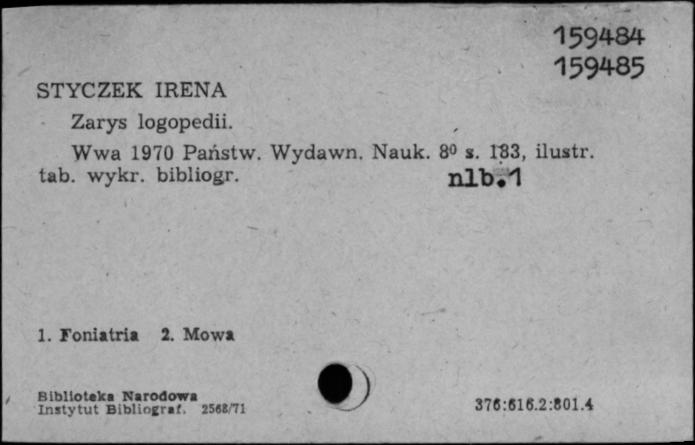 159484
159485
STYCZEK IRENA
Zarys logopedii.
Wwa 1970 Państw. Wydawn. Nauk. 8⁰ s. 183, ilustr.
tab. wykr. bibliogr. nlb.1
1. Foniatria 2. Mowa
Biblioteka Narodowa
Instytut Bibliograf. 2568/71
376:616.2:801.4